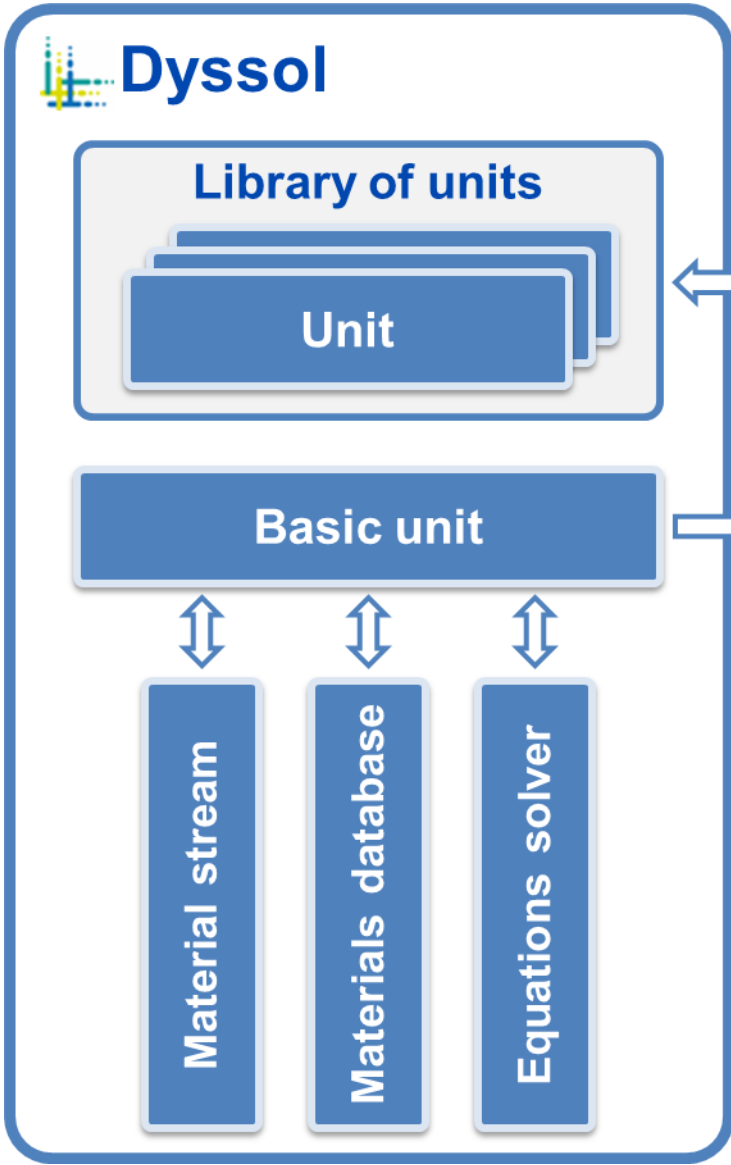 Dyssol
Library of units
Unit
Basic unit
Material stream
Materials database
Equations solver